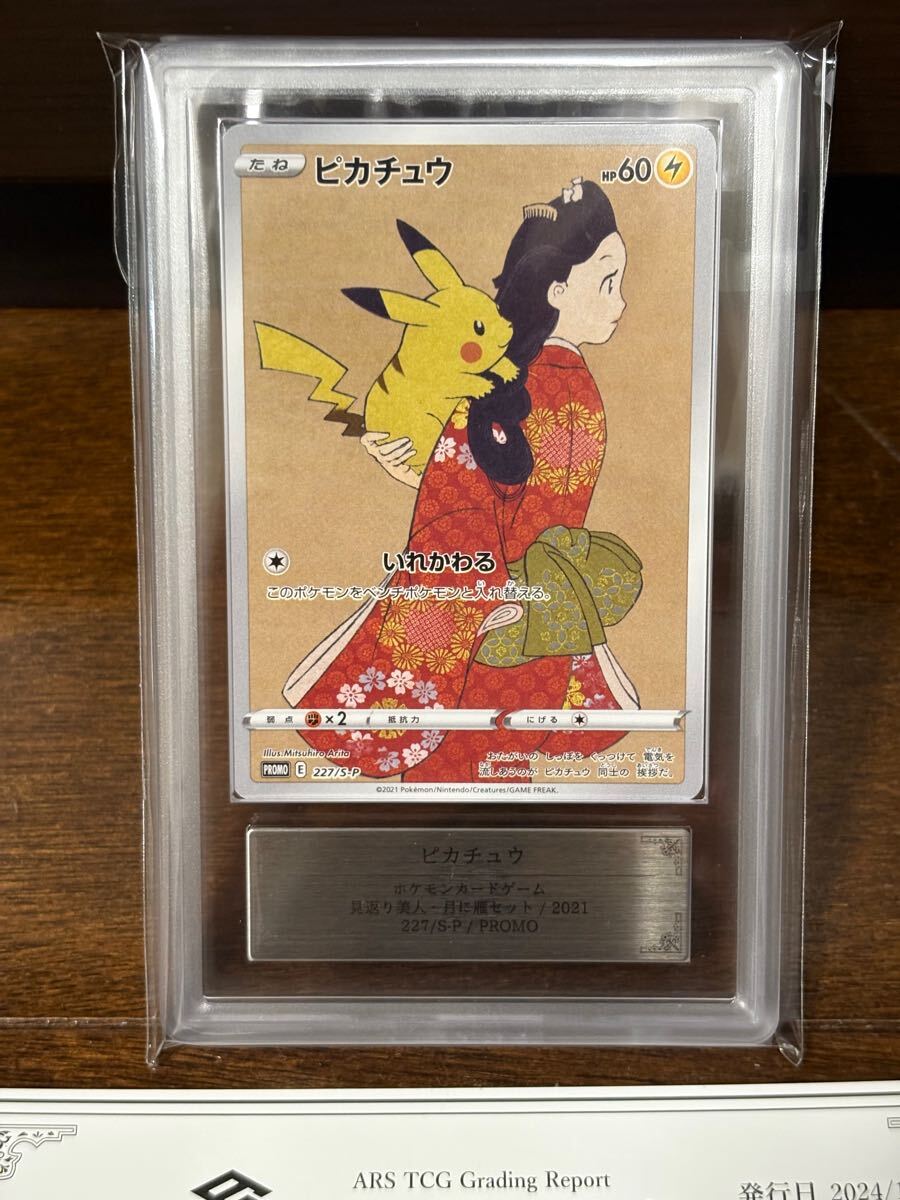 たね ピカチュウ HP60
いれかわる
このポケモンをベンチポケモンと入れ替える。
弱点 ×2 抵抗力 にげる
Illus. Mitsuhiro Arita
PROMO E 227/S-P
おたがいの しっぽを くっつけて 電気を
流しあうのが ピカチュウ 同士の 挨拶だ。
©2021 Pokémon/Nintendo/Creatures/GAME FREAK.
ピカチュウ
ポケモンカードゲーム
見返り美人・月に雁セット / 2021
227/S-P / PROMO
ARS TCG Grading Report
発行日 2024/1